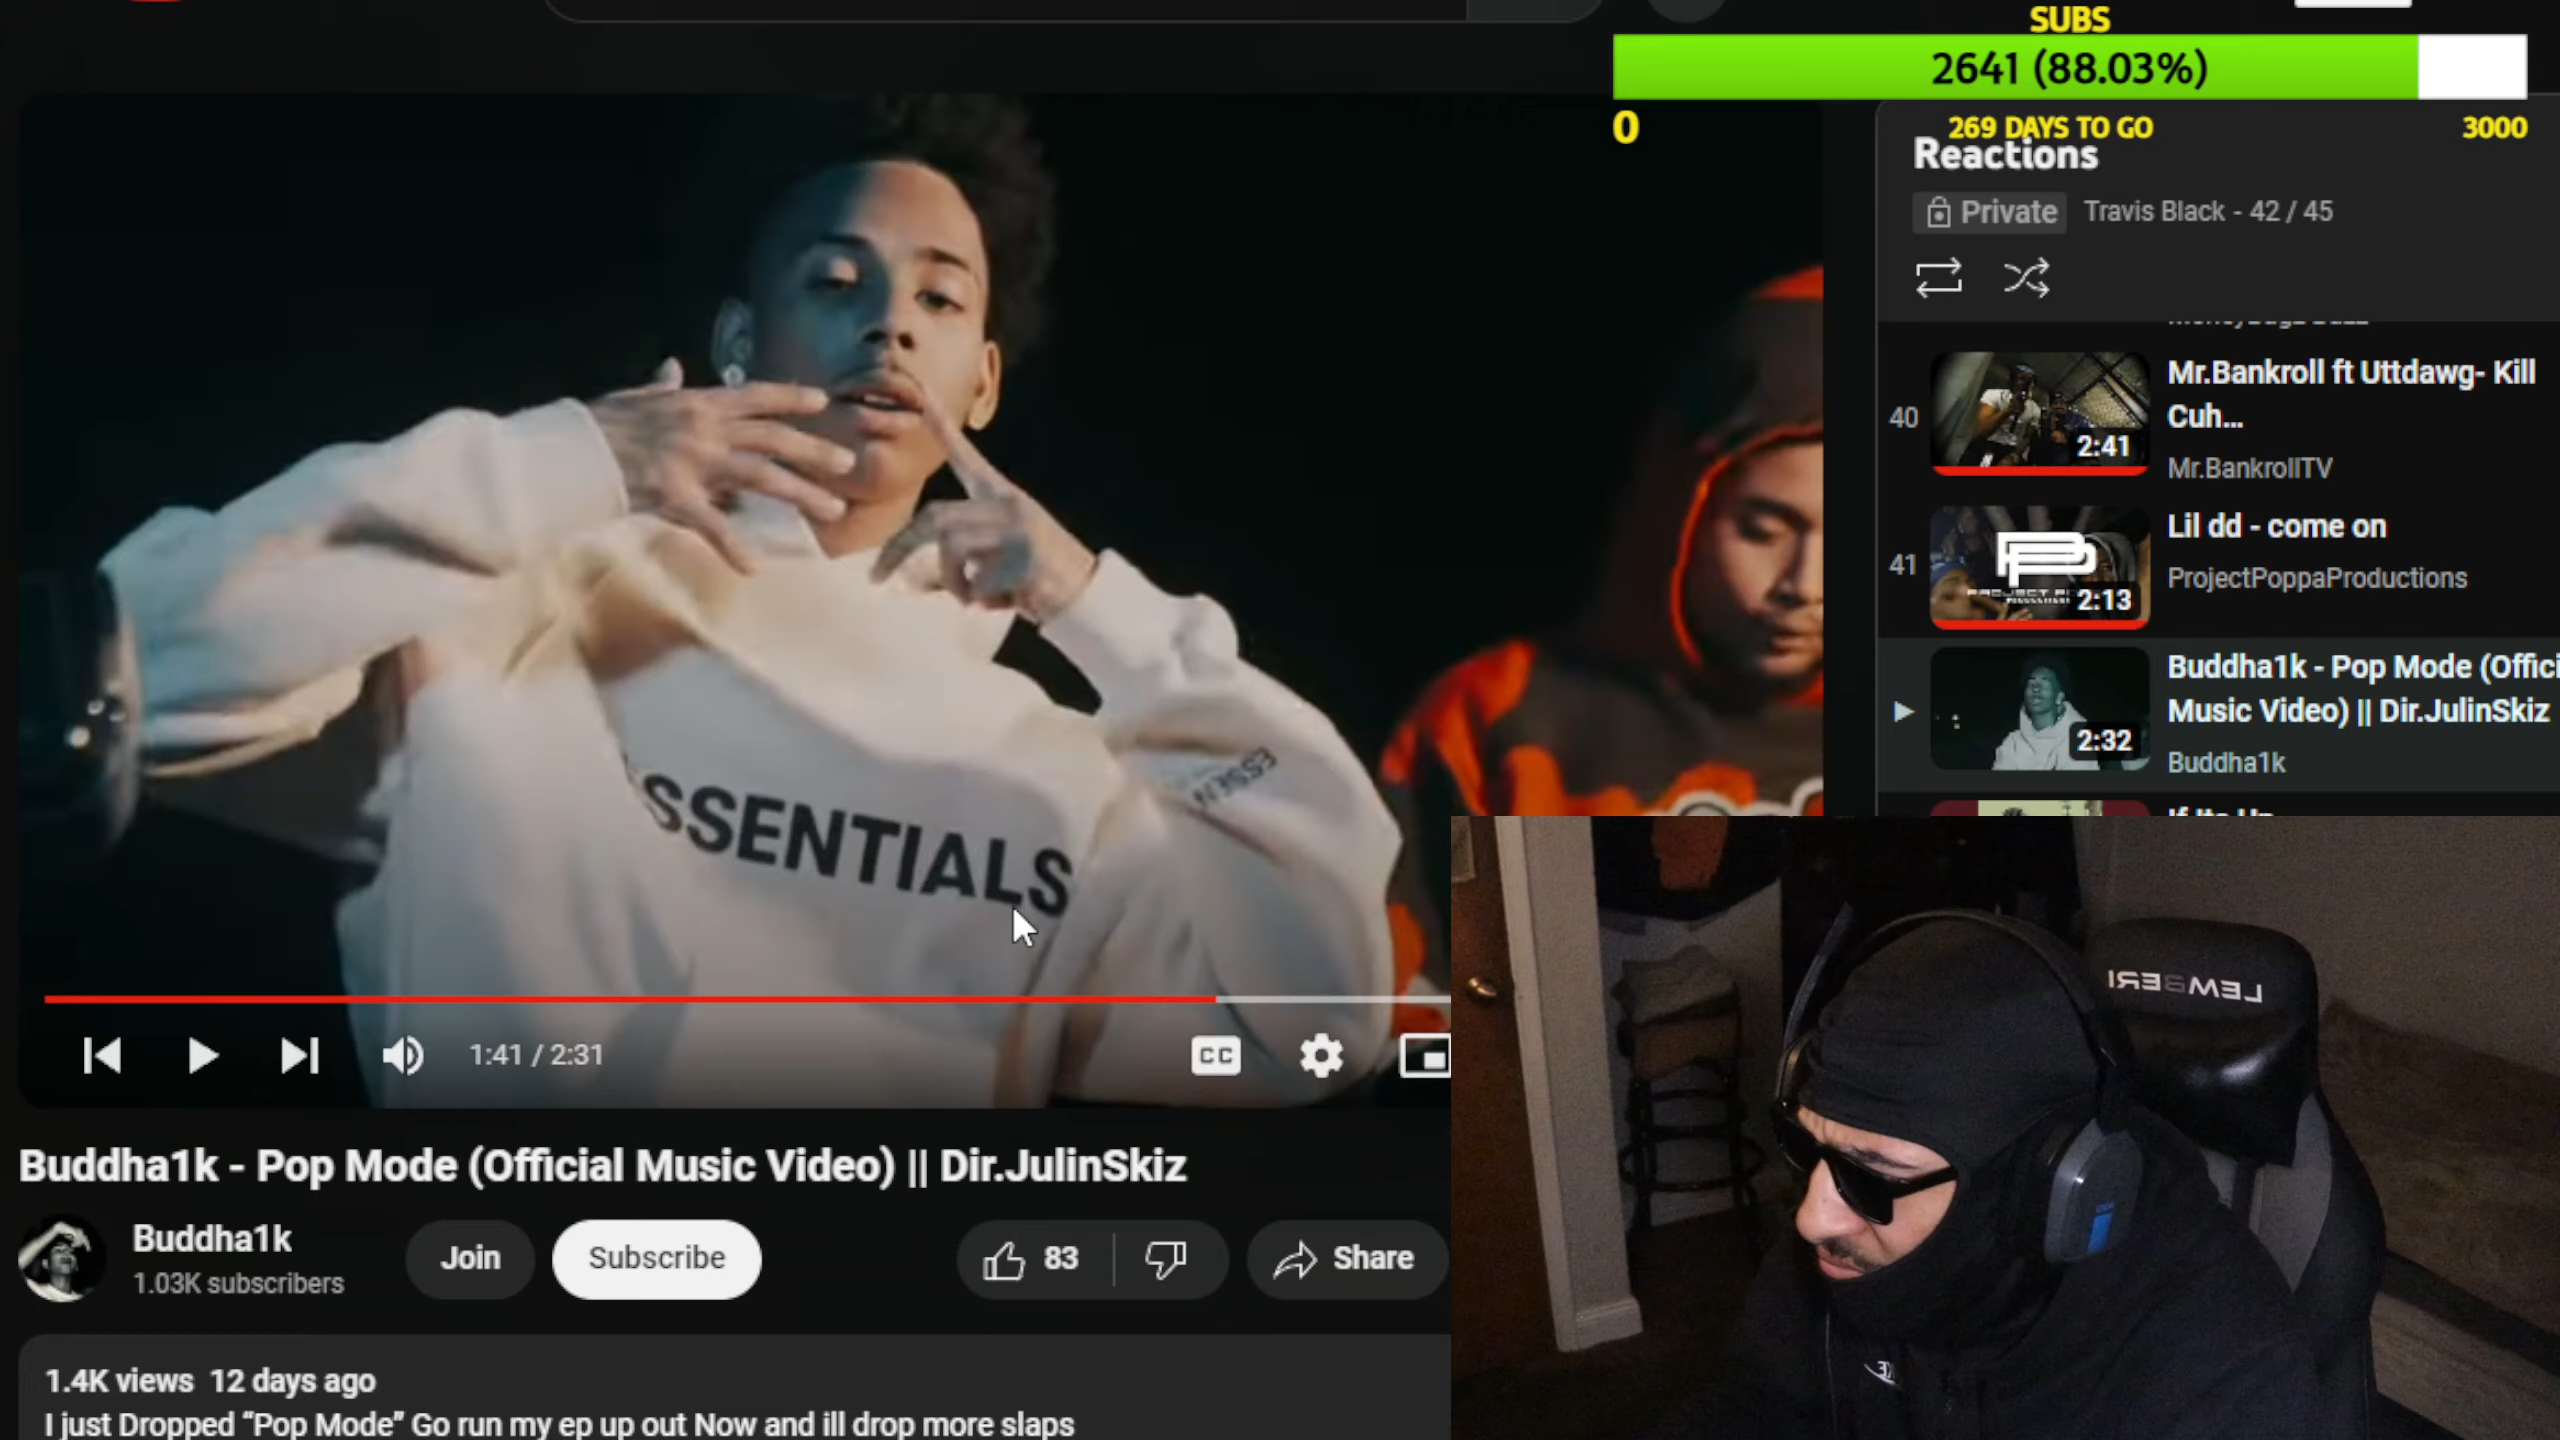 SUBS
2641 (88.03%)
0
269 DAYS TO GO
3000
Reactions
Private
Travis Black - 42 / 45
40
Mr.Bankroll ft Uttdawg- Kill
Cuh...
2:41
Mr.BankrollTV
41
Lil dd - come on
ProjectPoppaProductions
2:13
Buddha1k - Pop Mode (Offici
Music Video) || Dir.JulinSkiz
2:32
Buddha1k
SSENTIALS
ESSEN
1:41 / 2:31
CC
LEMBERI
Buddha1k - Pop Mode (Official Music Video) || Dir.JulinSkiz
Buddha1k
1.03K subscribers
Join
Subscribe
83
Share
1.4K views 12 days ago
I just Dropped “Pop Mode” Go run my ep up out Now and ill drop more slaps